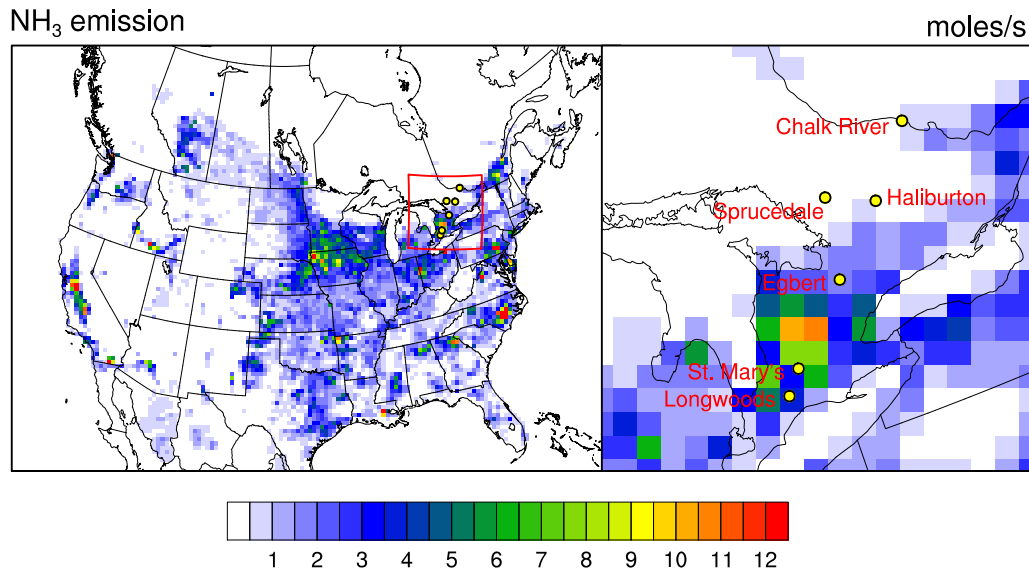 NH₃ emission
moles/s
Chalk River
Sprucedale
Haliburton
Egbert
St. Mary's
Longwoods
1 2 3 4 5 6 7 8 9 10 11 12